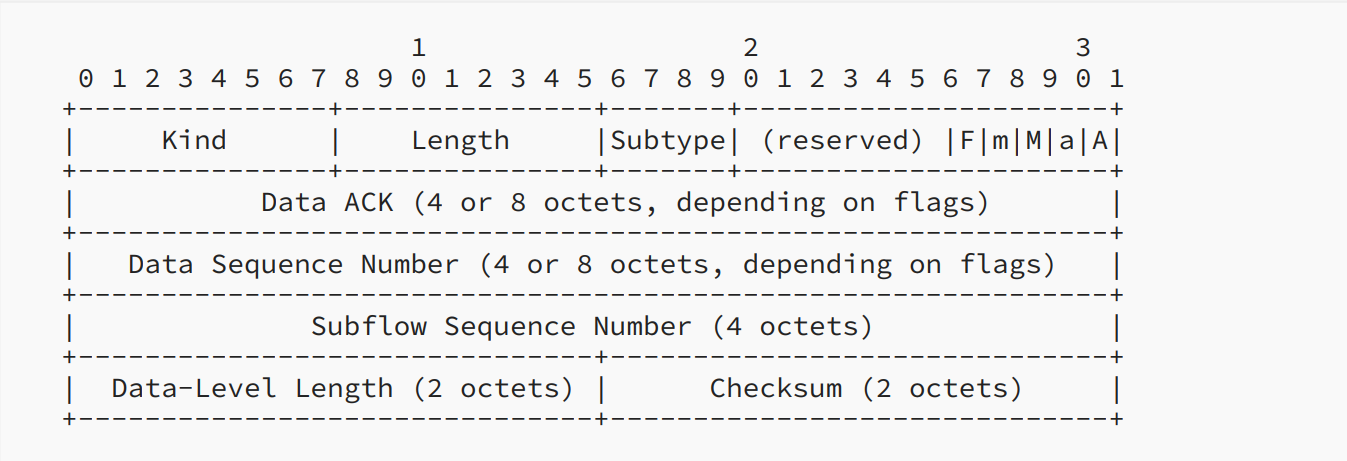 1                   2                   3
 0 1 2 3 4 5 6 7 8 9 0 1 2 3 4 5 6 7 8 9 0 1 2 3 4 5 6 7 8 9 0 1
+---------------+---------------+-------+----------------------+
|     Kind      |    Length     |Subtype| (reserved) |F|m|M|a|A|
+---------------+---------------+-------+----------------------+
|           Data ACK (4 or 8 octets, depending on flags)       |
+--------------------------------------------------------------+
|   Data Sequence Number (4 or 8 octets, depending on flags)   |
+--------------------------------------------------------------+
|              Subflow Sequence Number (4 octets)              |
+-------------------------------+------------------------------+
|  Data-Level Length (2 octets) |      Checksum (2 octets)     |
+-------------------------------+------------------------------+